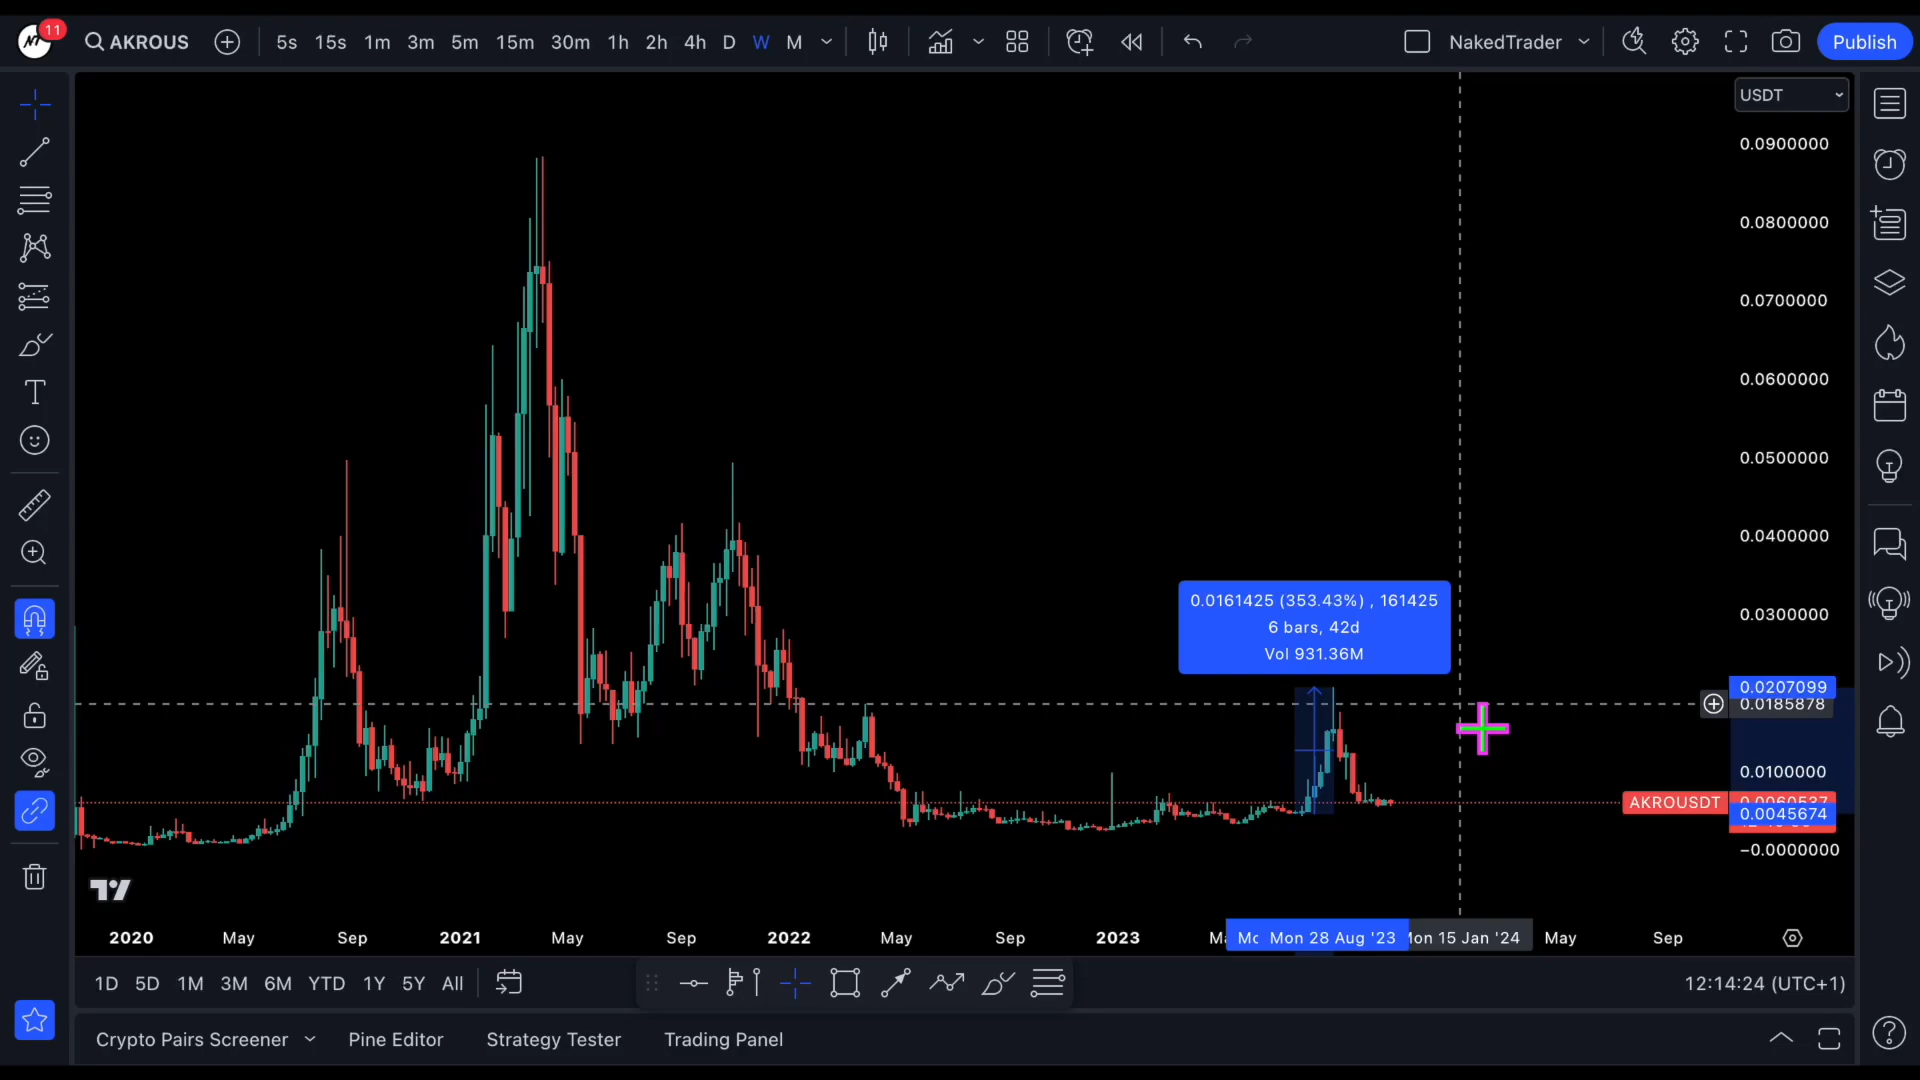 11
AKROUS 5s 15s 1m 3m 5m 15m 30m 1h 2h 4h D W M NakedTrader Publish
USDT
0.0900000
0.0800000
0.0700000
0.0600000
0.0500000
0.0400000
0.0161425 (353.43%) , 161425
6 bars, 42d
Vol 931.36M
0.0300000
0.0207099
0.0185878
0.0100000
AKROUSDT
0.0045674
−0.0000000
2020 May Sep 2021 May Sep 2022 May Sep 2023 Mon 28 Aug '23 Mon 15 Jan '24 May Sep
1D 5D 1M 3M 6M YTD 1Y 5Y All 12:14:24 (UTC+1)
Crypto Pairs Screener Pine Editor Strategy Tester Trading Panel